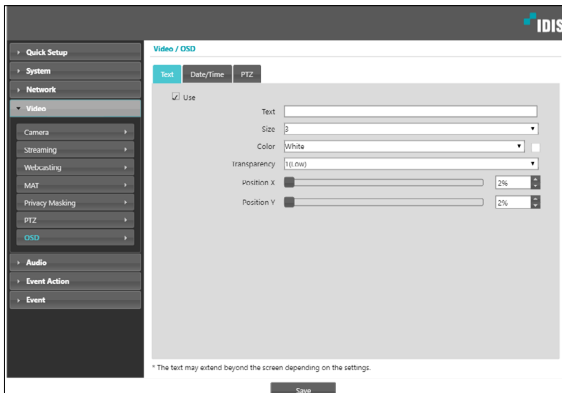 IDIS
Quick Setup
System
Network
Video
Camera
Streaming
Webcasting
MAT
Privacy Masking
PTZ
OSD
Audio
Event Action
Event
Video / OSD
Text Date/Time PTZ
Use
Text
Size 3
Color White
Transparency 1(Low)
Position X 2%
Position Y 2%
* The text may extend beyond the screen depending on the settings.
Save